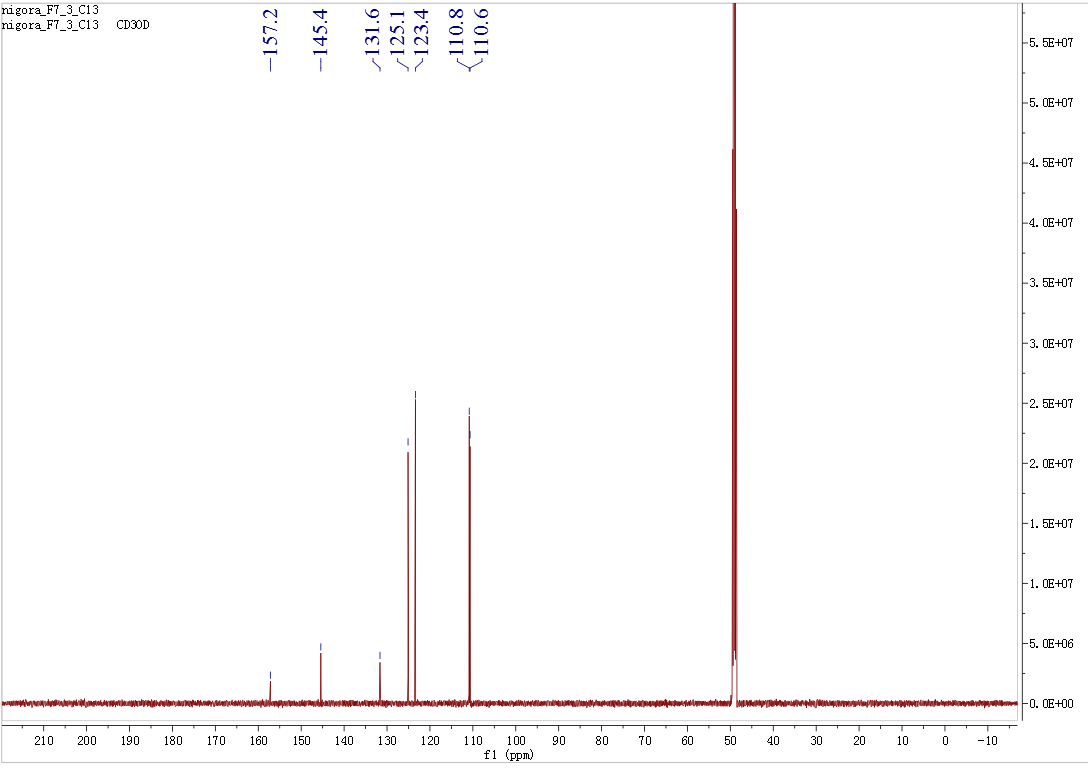 nigora_F7_3_C13
nigora_F7_3_C13 CD3OD
157.2
145.4
131.6
125.1
123.4
110.8
110.6
5.5E+07
5.0E+07
4.5E+07
4.0E+07
3.5E+07
3.0E+07
2.5E+07
2.0E+07
1.5E+07
1.0E+07
5.0E+06
0.0E+00
210 200 190 180 170 160 150 140 130 120 110 100 90 80 70 60 50 40 30 20 10 0 -10
f1 (ppm)